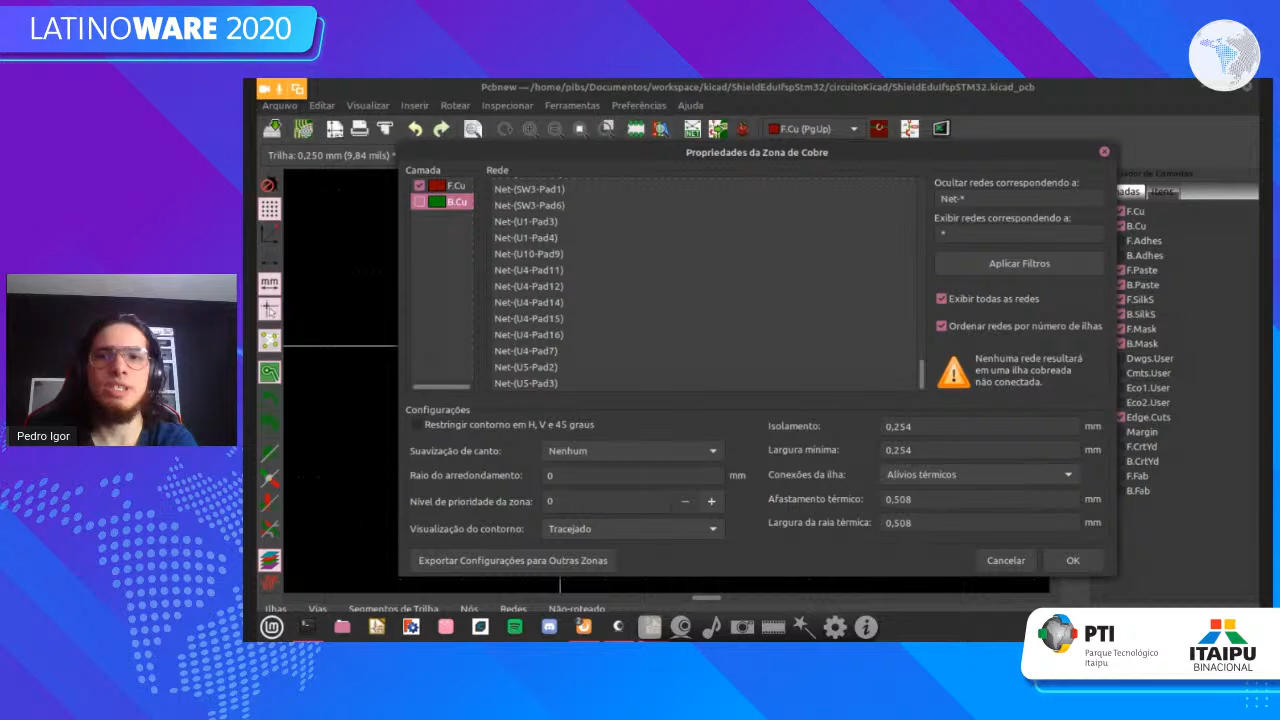 LATINOWARE 2020
Pcbnew — /home/pibs/Documentos/workspace/kicad/ShieldEduIfspStm32/circuitoKicad/ShieldEduIfspSTM32.kicad_pcb
Arquivo Editar Visualizar Inserir Rotear Inspecionar Ferramentas Preferências Ajuda
F.Cu (PgUp)
Trilha: 0,250 mm (9,84 mils) *
Propriedades da Zona de Cobre
Camada
Rede
F.Cu
B.Cu
Net-(SW3-Pad1)
Net-(SW3-Pad6)
Net-(U1-Pad3)
Net-(U1-Pad4)
Net-(U10-Pad9)
Net-(U4-Pad11)
Net-(U4-Pad12)
Net-(U4-Pad14)
Net-(U4-Pad15)
Net-(U4-Pad16)
Net-(U4-Pad7)
Net-(U5-Pad2)
Net-(U5-Pad3)
Ocultar redes correspondendo a:
Net-*
Exibir redes correspondendo a:
*
Aplicar Filtros
Exibir todas as redes
Ordenar redes por número de ilhas
Nenhuma rede resultará
em uma ilha cobreada
não conectada.
Configurações
Restringir contorno em H, V e 45 graus
Suavização de canto: Nenhum
Raio do arredondamento: 0 mm
Nível de prioridade da zona: 0 − +
Visualização do contorno: Tracejado
Isolamento: 0,254 mm
Largura mínima: 0,254 mm
Conexões da ilha: Alívios térmicos
Afastamento térmico: 0,508 mm
Largura da raia térmica: 0,508 mm
Exportar Configurações para Outras Zonas
Cancelar
OK
ador de Camadas
adas Itens
F.Cu
B.Cu
F.Adhes
B.Adhes
F.Paste
B.Paste
F.SilkS
B.SilkS
F.Mask
B.Mask
Dwgs.User
Cmts.User
Eco1.User
Eco2.User
Edge.Cuts
Margin
F.CrtYd
B.CrtYd
F.Fab
B.Fab
mm
Ilhas Vias Segmentos de Trilha Nós Redes Não-roteado
Pedro Igor
PTI
Parque Tecnológico
Itaipu
ITAIPU
BINACIONAL